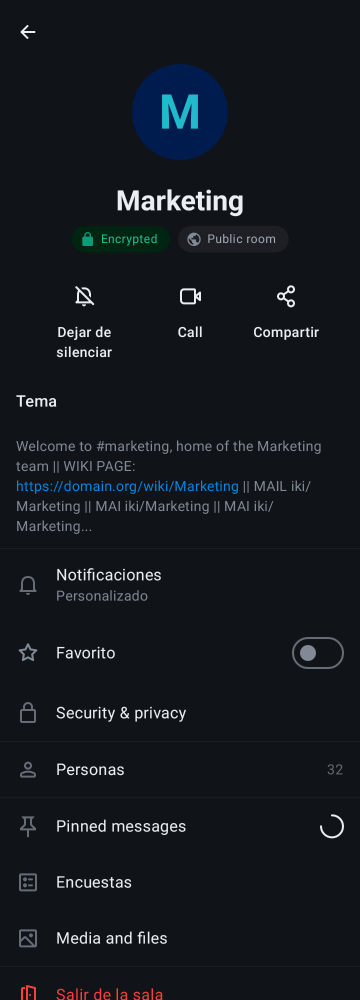 M
Marketing
Encrypted
Public room
Dejar de
silenciar
Call
Compartir
Tema
Welcome to #marketing, home of the Marketing
team || WIKI PAGE:
https://domain.org/wiki/Marketing || MAIL iki/
Marketing || MAI iki/Marketing || MAI iki/
Marketing...
Notificaciones
Personalizado
Favorito
Security & privacy
Personas
32
Pinned messages
Encuestas
Media and files
Salir de la sala